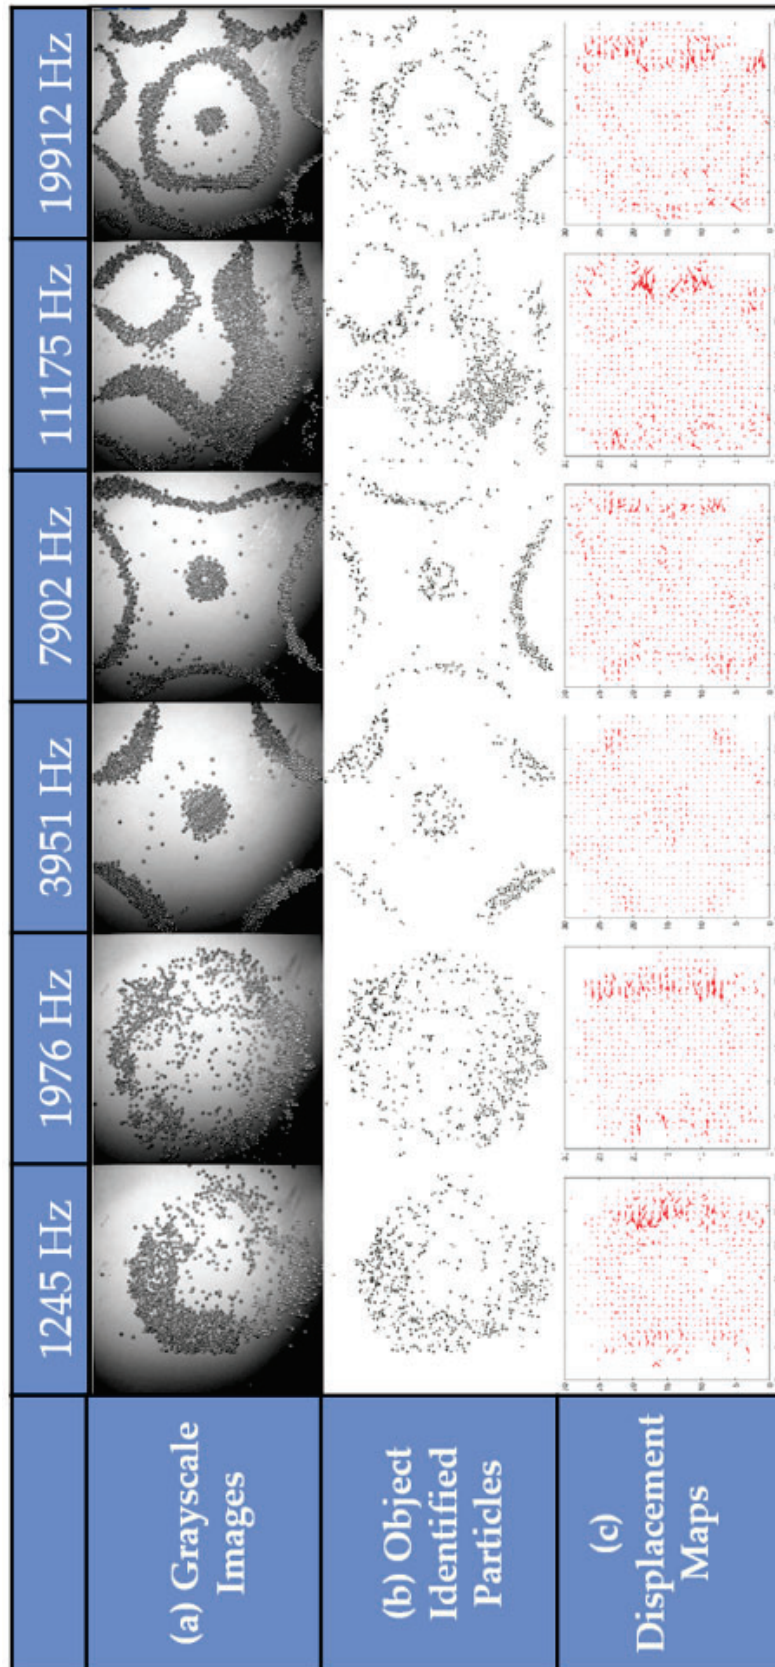 1245 Hz
1976 Hz
3951 Hz
7902 Hz
11175 Hz
19912 Hz
(a) Grayscale
Images
(b) Object
Identified
Particles
(c)
Displacement
Maps